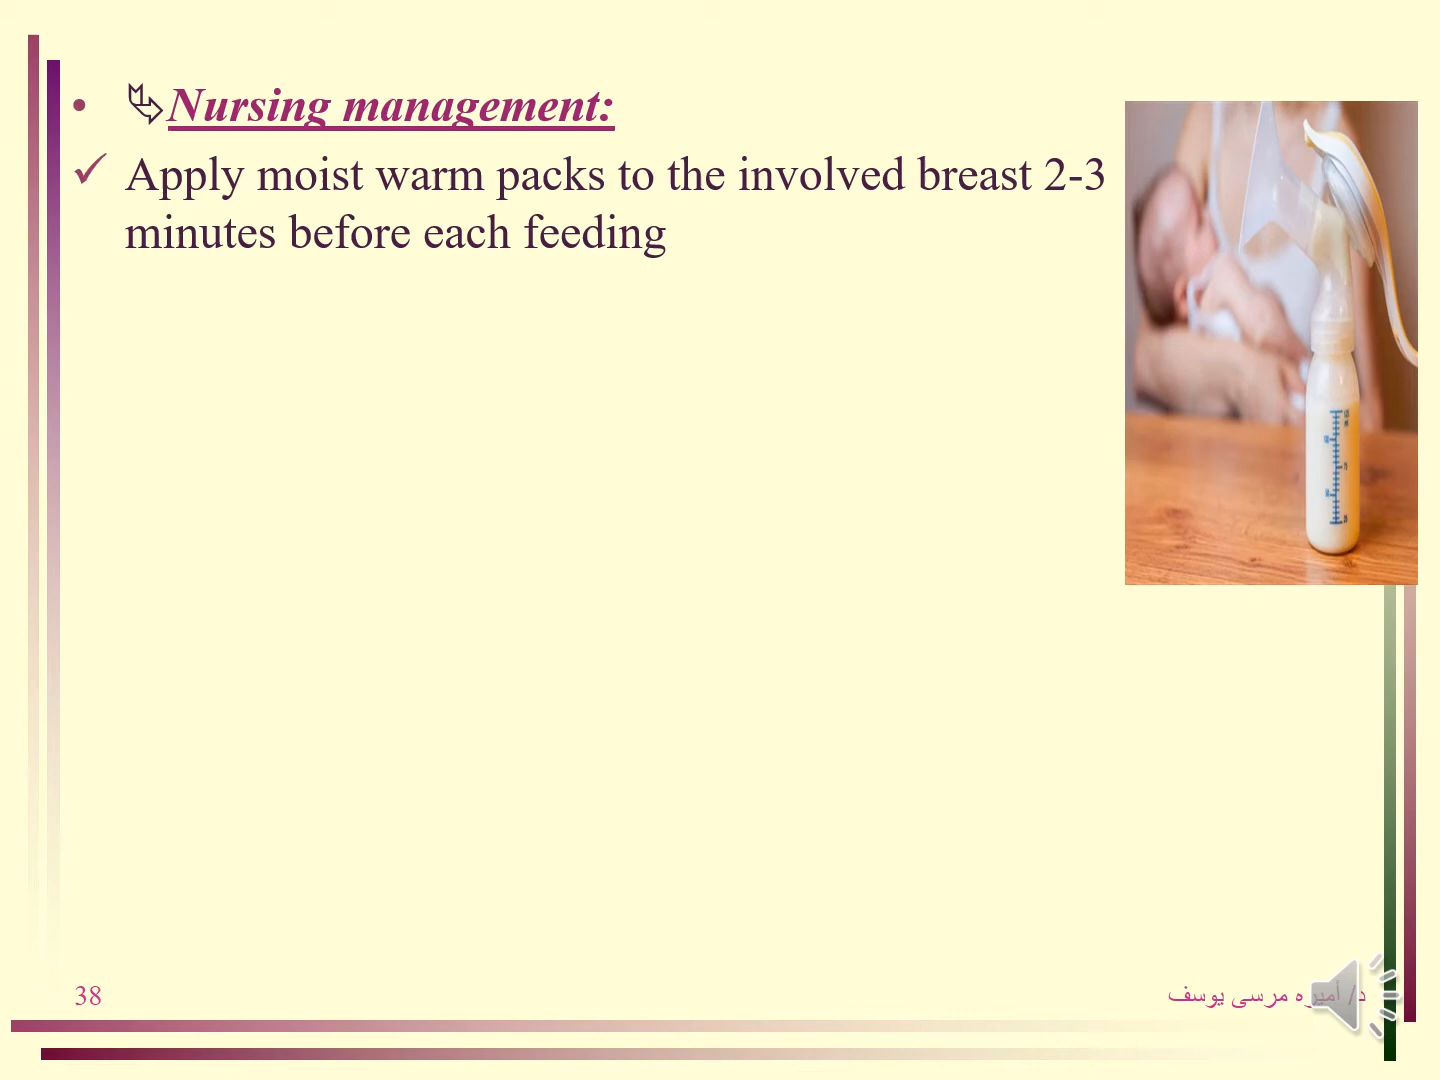 • Nursing management:
✓ Apply moist warm packs to the involved breast 2-3
minutes before each feeding
38
د/ أميره مرسى يوسف